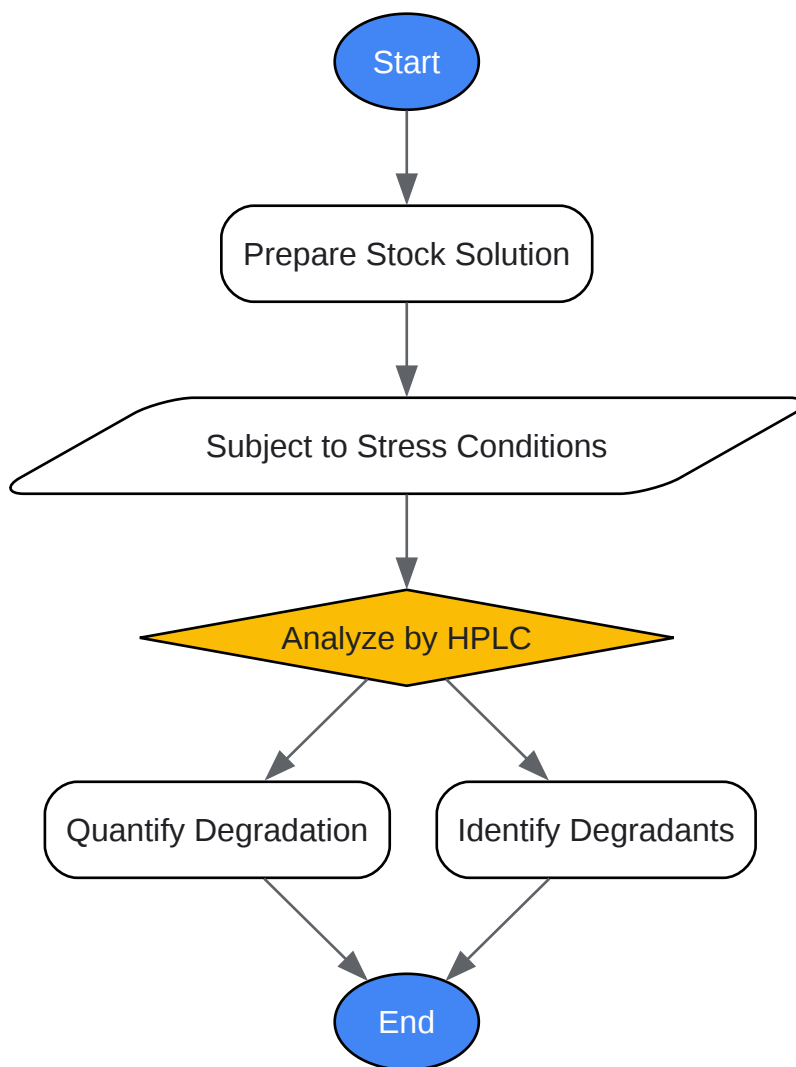 Start
Prepare Stock Solution
Subject to Stress Conditions
Analyze by HPLC
Quantify Degradation
Identify Degradants
End